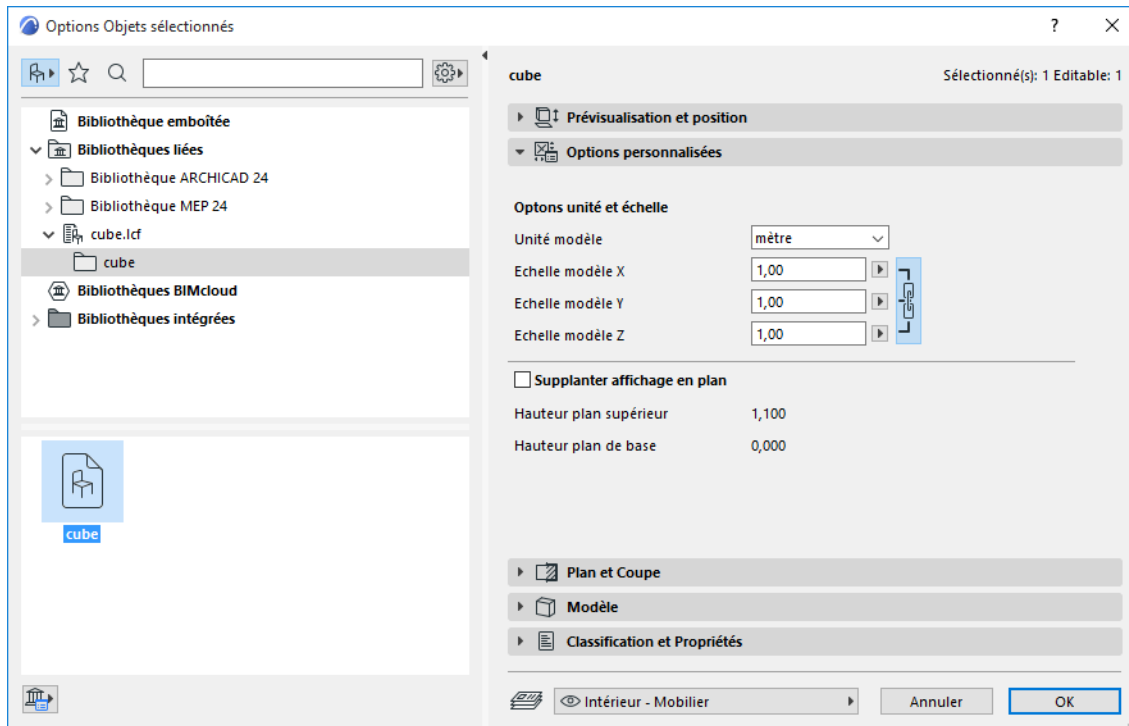 Options Objets sélectionnés
?
Bibliothèque emboîtée
Bibliothèques liées
Bibliothèque ARCHICAD 24
Bibliothèque MEP 24
cube.lcf
cube
Bibliothèques BIMcloud
Bibliothèques intégrées
cube
cube
Sélectionné(s): 1 Editable: 1
Prévisualisation et position
Options personnalisées
Optons unité et échelle
Unité modèle
mètre
Echelle modèle X
1,00
Echelle modèle Y
1,00
Echelle modèle Z
1,00
Supplanter affichage en plan
Hauteur plan supérieur
1,100
Hauteur plan de base
0,000
Plan et Coupe
Modèle
Classification et Propriétés
Intérieur - Mobilier
Annuler
OK